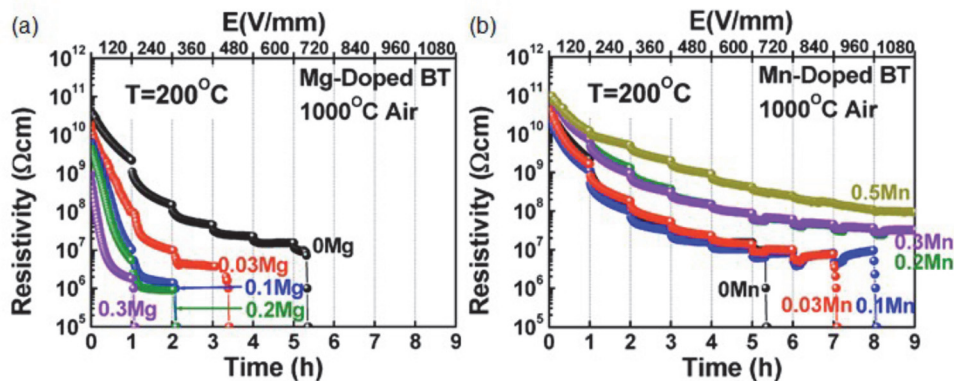 (a)
E(V/mm)
120 240 360 480 600 720 840 960 1080
10¹² 
10¹¹
10¹⁰
10⁹
10⁸
10⁷
10⁶
10⁵
Resistivity (Ωcm)
T=200°C
Mg-Doped BT
1000°C Air
0Mg
0.03Mg
0.1Mg
0.2Mg
0.3Mg
0 1 2 3 4 5 6 7 8 9
Time (h)
(b)
E(V/mm)
120 240 360 480 600 720 840 960 1080
10¹²
10¹¹
10¹⁰
10⁹
10⁸
10⁷
10⁶
10⁵
Resistivity (Ωcm)
T=200°C
Mn-Doped BT
1000°C Air
0.5Mn
0.3Mn
0.2Mn
0Mn
0.03Mn
0.1Mn
0 1 2 3 4 5 6 7 8 9
Time (h)